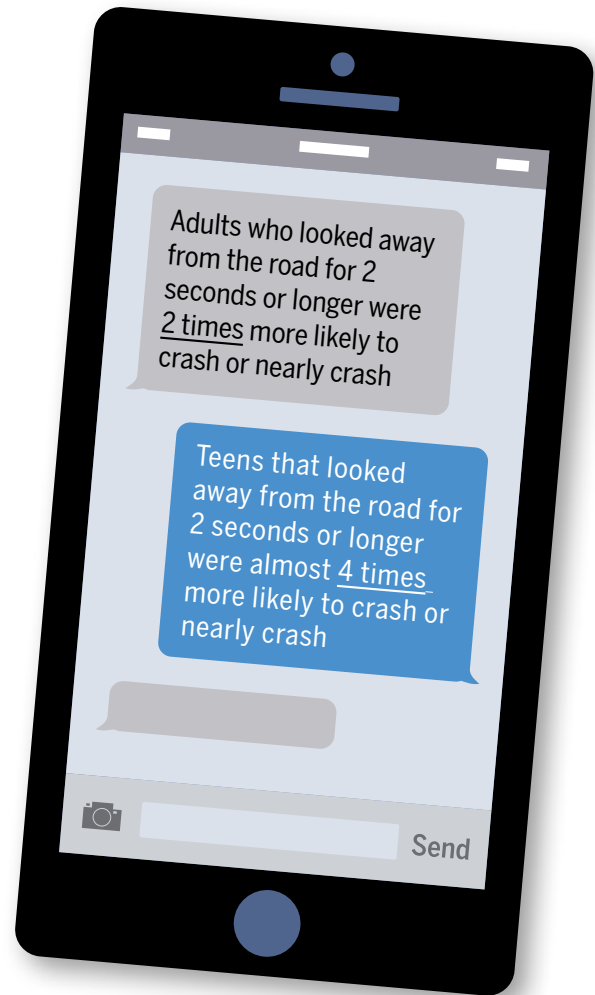 Adults who looked away
from the road for 2
seconds or longer were
2 times more likely to
crash or nearly crash
Teens that looked
away from the road for
2 seconds or longer
were almost 4 times
more likely to crash or
nearly crash
Send